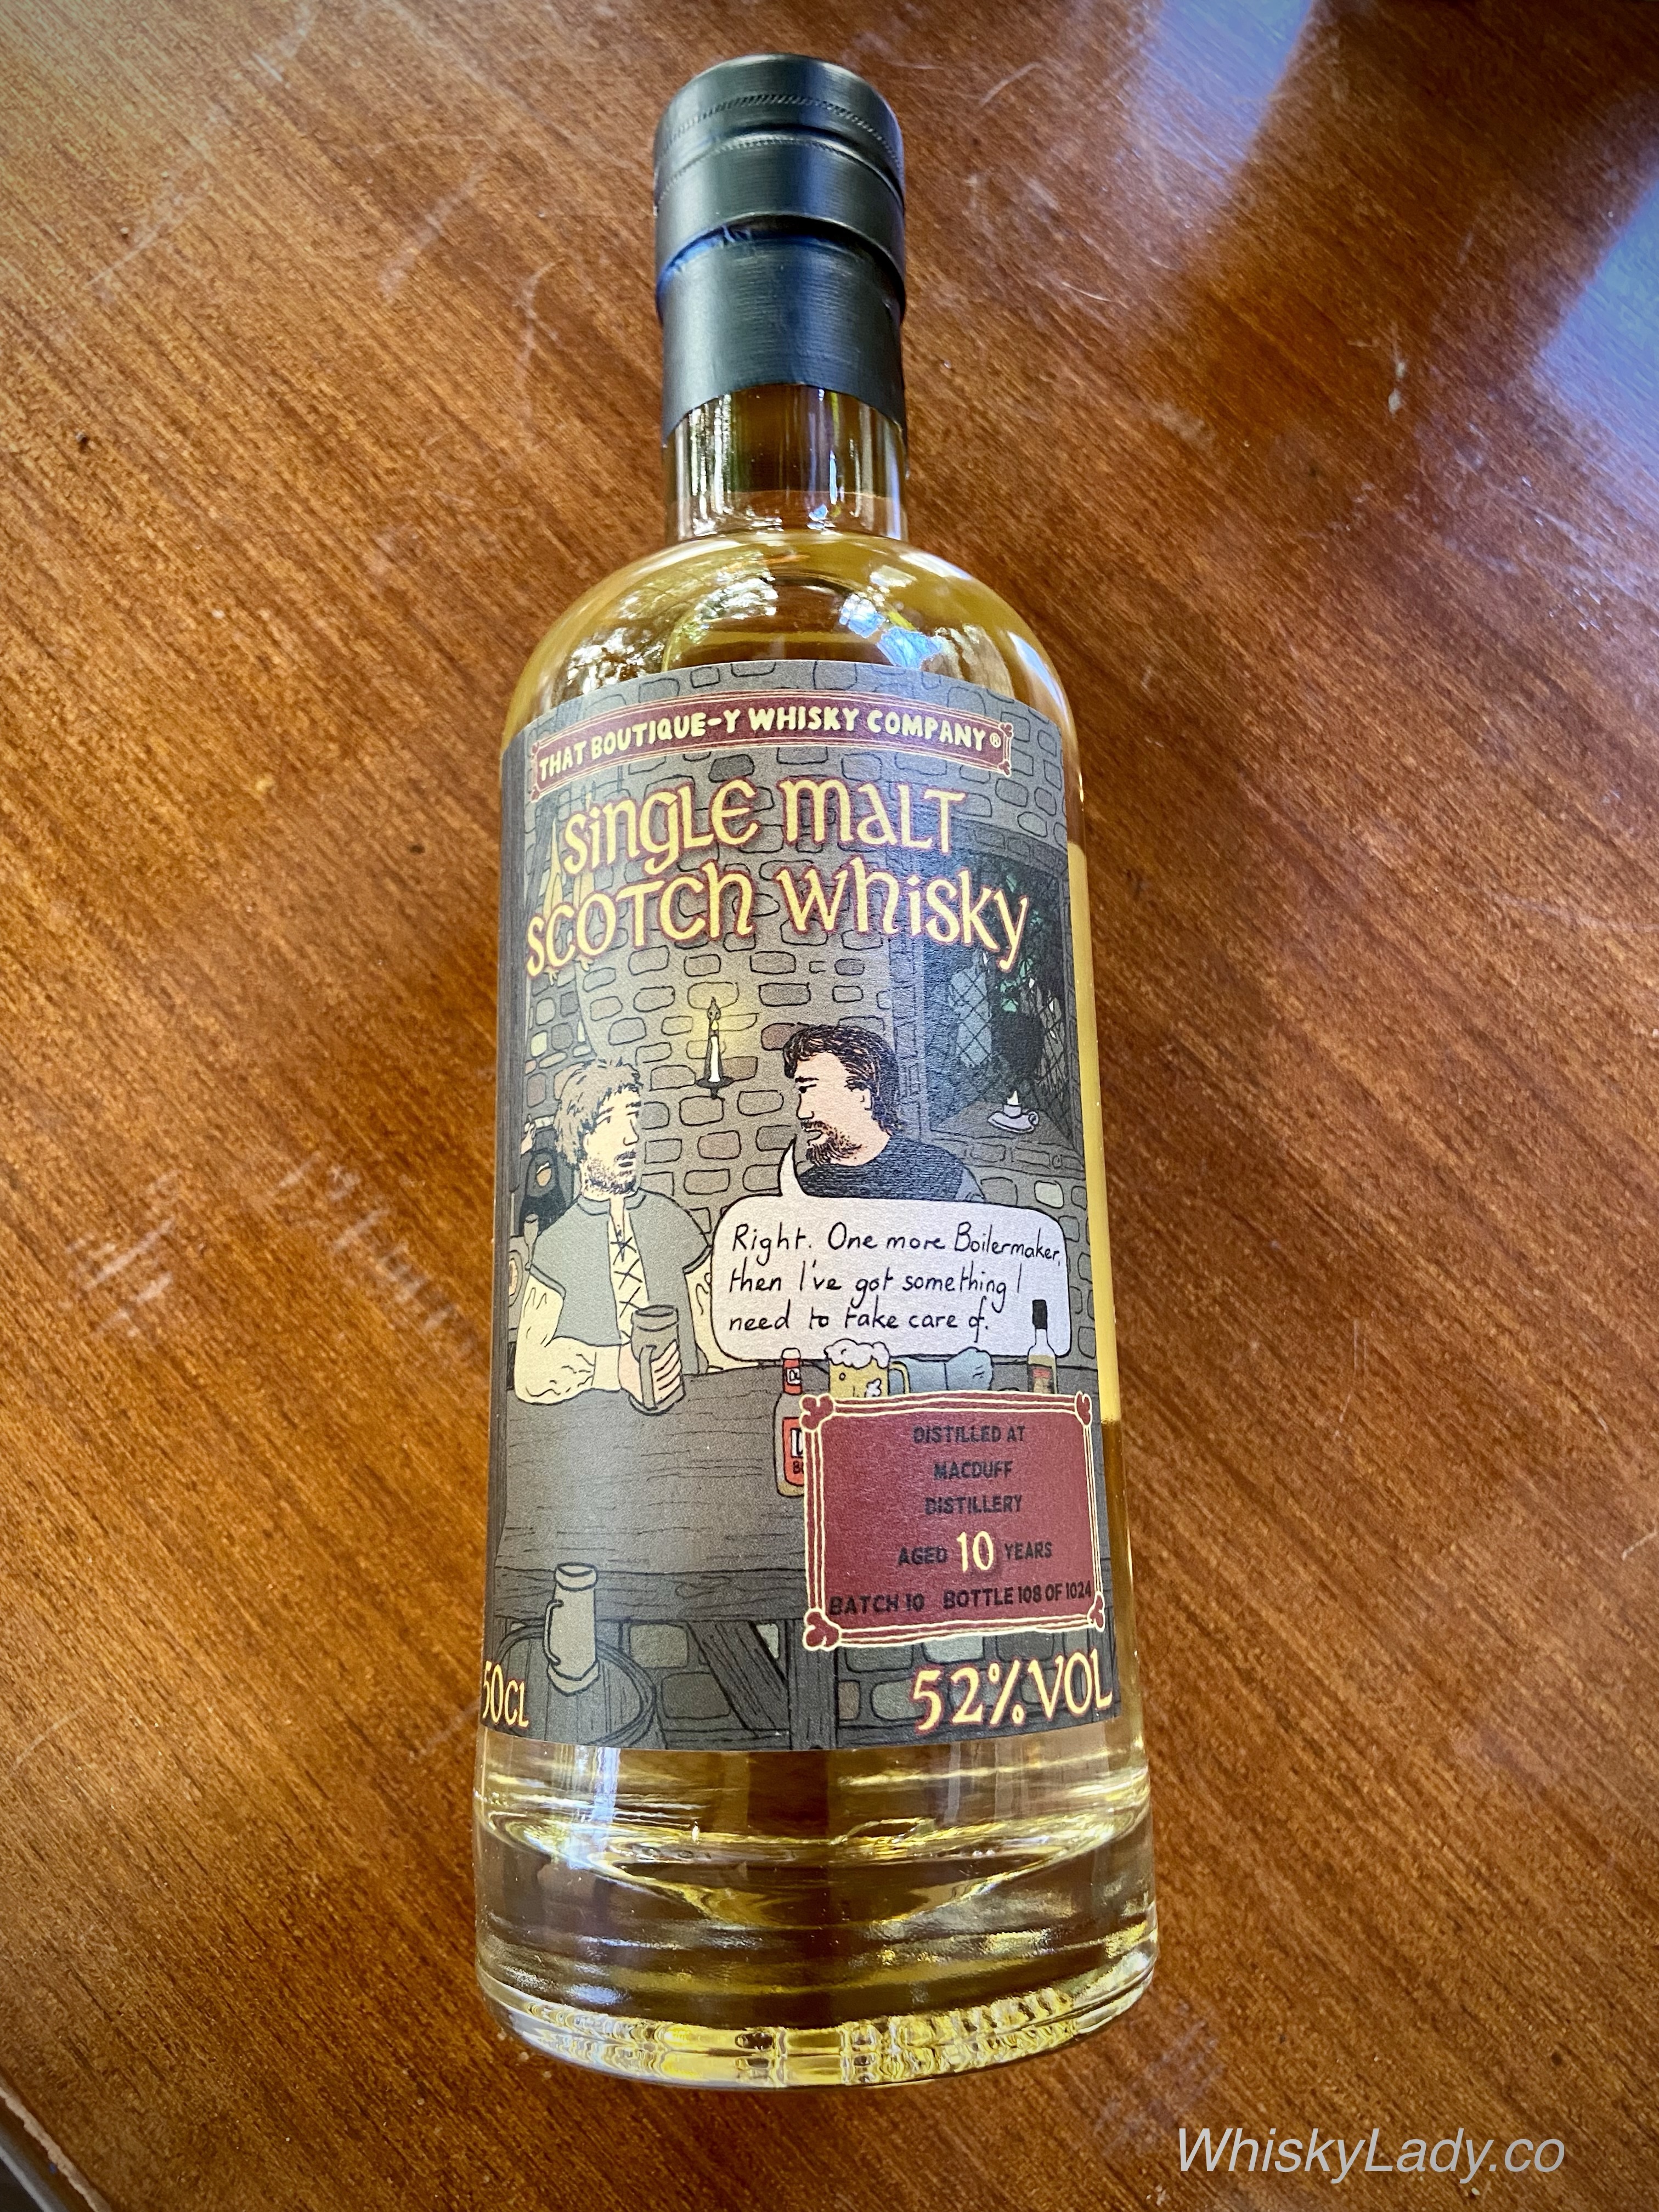 THAT BOUTIQUE-Y WHISKY COMPANY®
SINGLE MALT
SCOTCH WHISKY
Right. One more Boilermaker,
then I've got something I
need to take care of.
DISTILLED AT
MACDUFF
DISTILLERY
AGED 10 YEARS
BATCH 10 BOTTLE 108 OF 1024
50CL
52%VOL
WhiskyLady.co